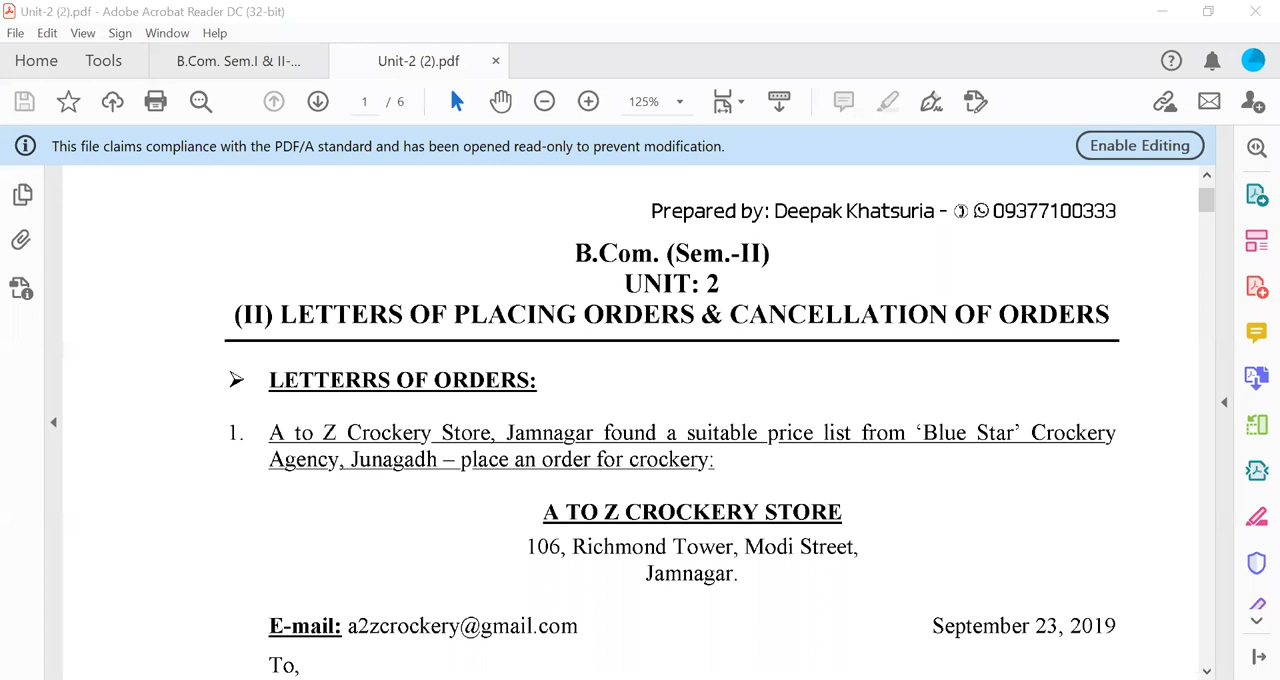 Unit-2 (2).pdf - Adobe Acrobat Reader DC (32-bit)
File Edit View Sign Window Help
Home Tools B.Com. Sem.I & II-... Unit-2 (2).pdf ×
1 / 6 125%
This file claims compliance with the PDF/A standard and has been opened read-only to prevent modification. Enable Editing
Prepared by: Deepak Khatsuria - 09377100333
B.Com. (Sem.-II)
UNIT: 2
(II) LETTERS OF PLACING ORDERS & CANCELLATION OF ORDERS
➢ LETTERRS OF ORDERS:
1. A to Z Crockery Store, Jamnagar found a suitable price list from ‘Blue Star’ Crockery
Agency, Junagadh – place an order for crockery:
A TO Z CROCKERY STORE
106, Richmond Tower, Modi Street,
Jamnagar.
E-mail: a2zcrockery@gmail.com September 23, 2019
To,